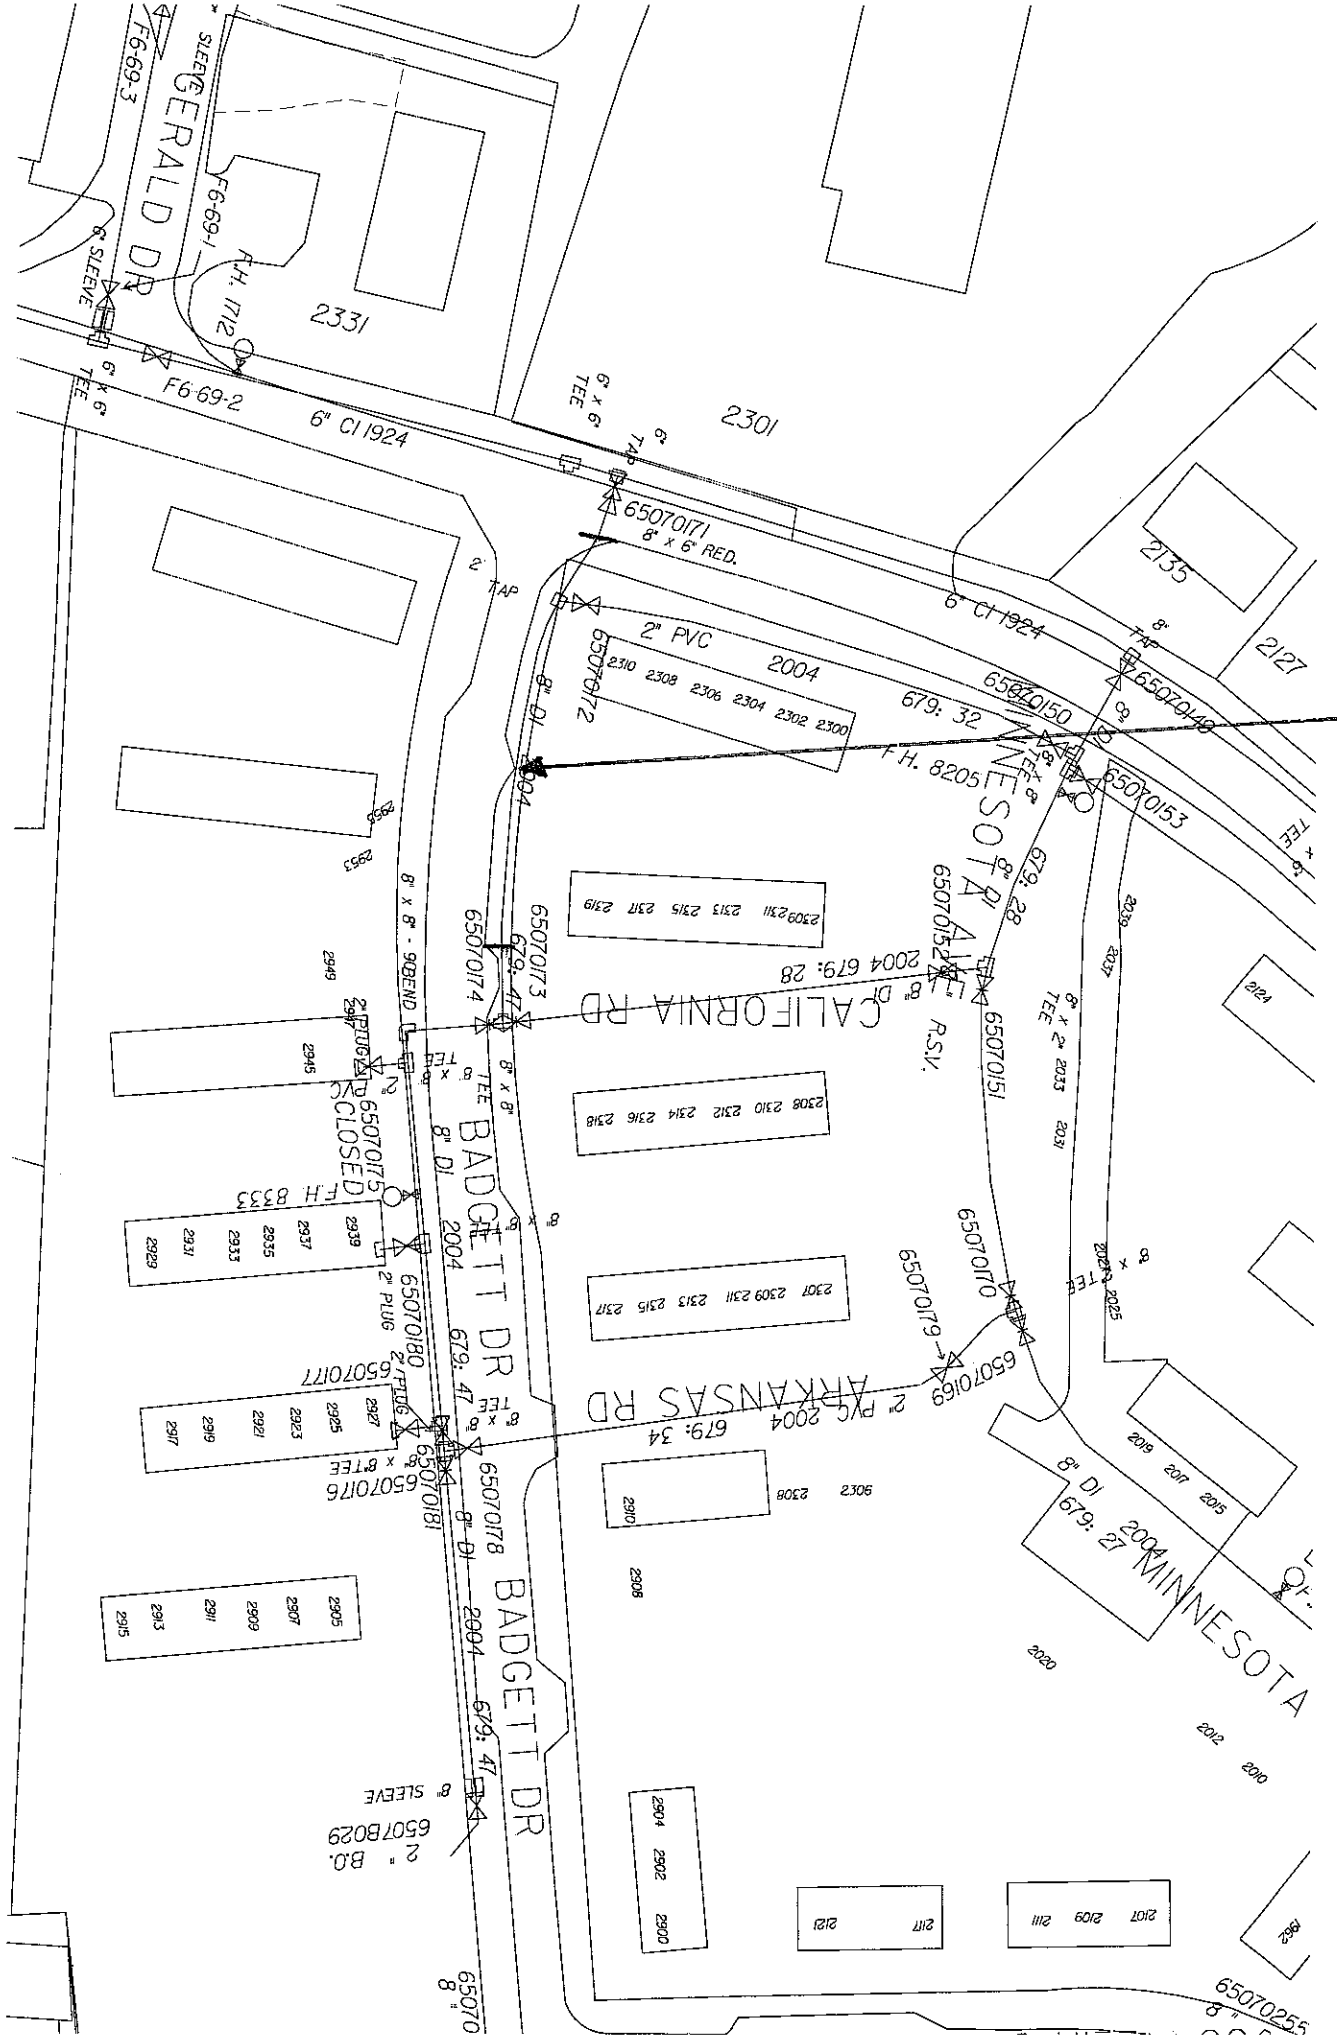 F6-69-3
SLEEVE
GERALD DR
F6-69-1
6" SLEEVE
F.H. 1712
2331
6" x 6"
TEE
F6-69-2
6" CI 1924
6" x 6"
TEE
6"
TAP
2301
65070171
8" x 6" RED.
2"
TAP
2" PVC
2004
679: 32
65070172
8" DI
2004
2310
2308
2306
2304
2302
2300
6" CI 1924
2135
2127
8"
TAP
65070149
65070150
8" DI
8" x 8"
TEE
F.H. 8205
65070153
MINNESOTA AVE
679: 28
8" DI
65070152
8" R.S.V.
65070151
2955
2953
2949
2947
2945
8" x 8" - 90BEND
65070174
65070173
679: 47
2319
2317
2315
2313
2311
2309
2004 679: 28
8" DI
CALIFORNIA RD
2039
2037
2033
2031
2027
2025
8" x 2"
TEE
2124
2" PLUG
2" PVC
65070175
CLOSED
8" x 8"
TEE
8" x 8"
TEE
BADGETT DR
8" DI
2004
679: 47
2318
2316
2314
2312
2310
2308
F.H. 8333
2929
2931
2933
2935
2937
2939
8" x 8"
TEE
2" PLUG
65070180
65070177
2" PLUG
2317
2315
2313
2311
2309
2307
65070170
65070179
65070169
8" x
TEE
ARKANSAS RD
2" PVC 2004
679: 34
2917
2919
2921
2923
2925
2927
8" x 8"
TEE
8" x 8" TEE
65070176
65070181
65070178
8" DI
2004
679: 47
2910
2308
2306
2908
2019
2017
2015
8" DI
2004
679: 27
MINNESOTA
2915
2913
2911
2909
2907
2905
BADGETT DR
2020
2012
2010
8" SLEEVE
6507B029
2" B.O.
2904
2902
2900
2121
2117
2111
2109
2107
1962
65070
8"
65070255
8"